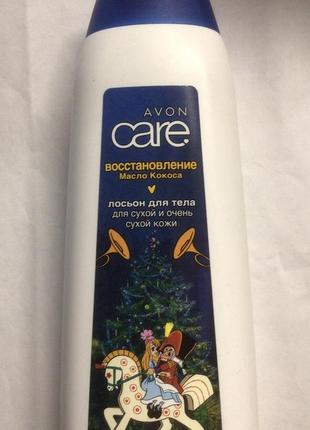 AVON
care
ВОССТАНОВЛЕНИЕ
Масло Кокоса
ЛОСЬОН ДЛЯ ТЕЛА
для сухой и очень
сухой кожи